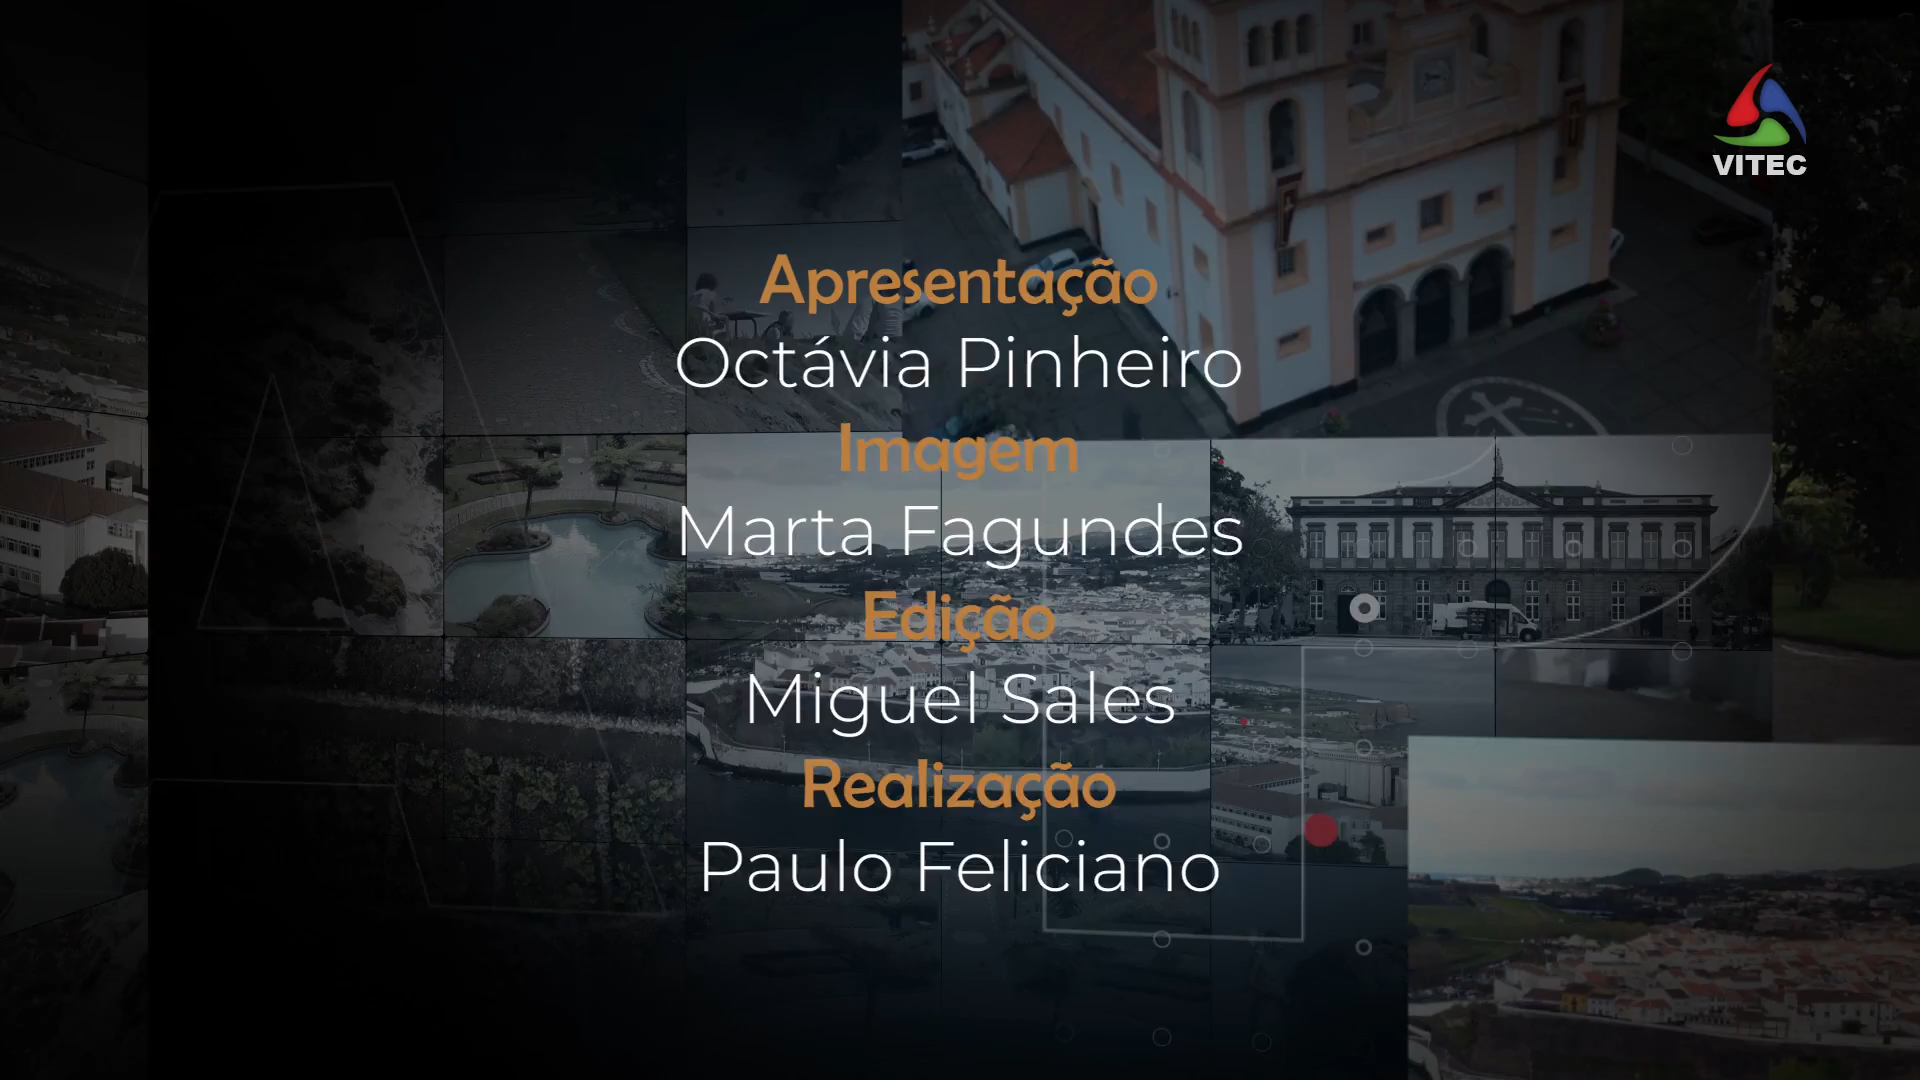 VITEC
Apresentação
Octávia Pinheiro
Imagem
Marta Fagundes
Edição
Miguel Sales
Realização
Paulo Feliciano